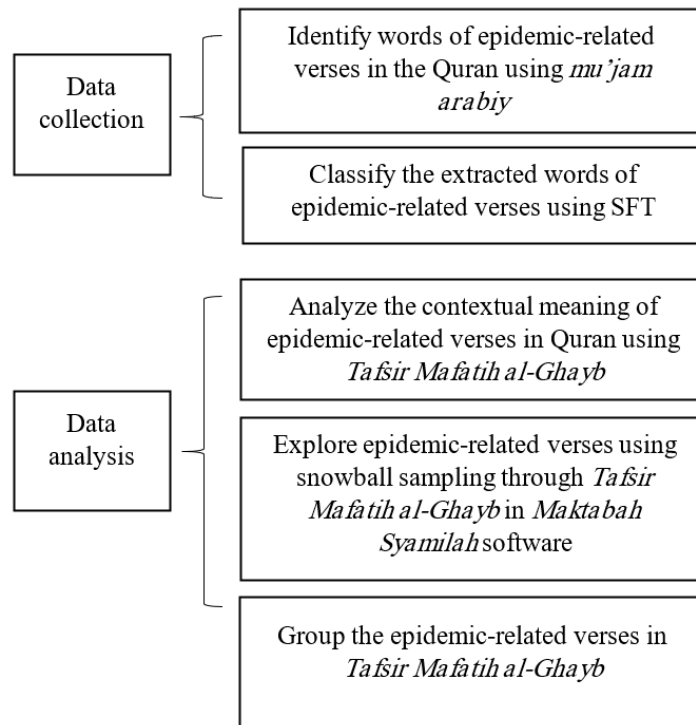 Data
collection
Identify words of epidemic-related
verses in the Quran using mu’jam
arabiy
Classify the extracted words of
epidemic-related verses using SFT
Data
analysis
Analyze the contextual meaning of
epidemic-related verses in Quran using
Tafsir Mafatih al-Ghayb
Explore epidemic-related verses using
snowball sampling through Tafsir
Mafatih al-Ghayb in Maktabah
Syamilah software
Group the epidemic-related verses in
Tafsir Mafatih al-Ghayb